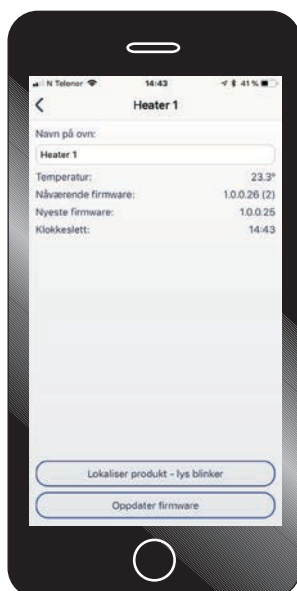 N Telenor 14:43 41 %
Heater 1
Navn på ovn:
Heater 1
Temperatur: 23.3°
Nåværende firmware: 1.0.0.26 (2)
Nyeste firmware: 1.0.0.25
Klokkeslett: 14:43
Lokaliser produkt - lys blinker
Oppdater firmware